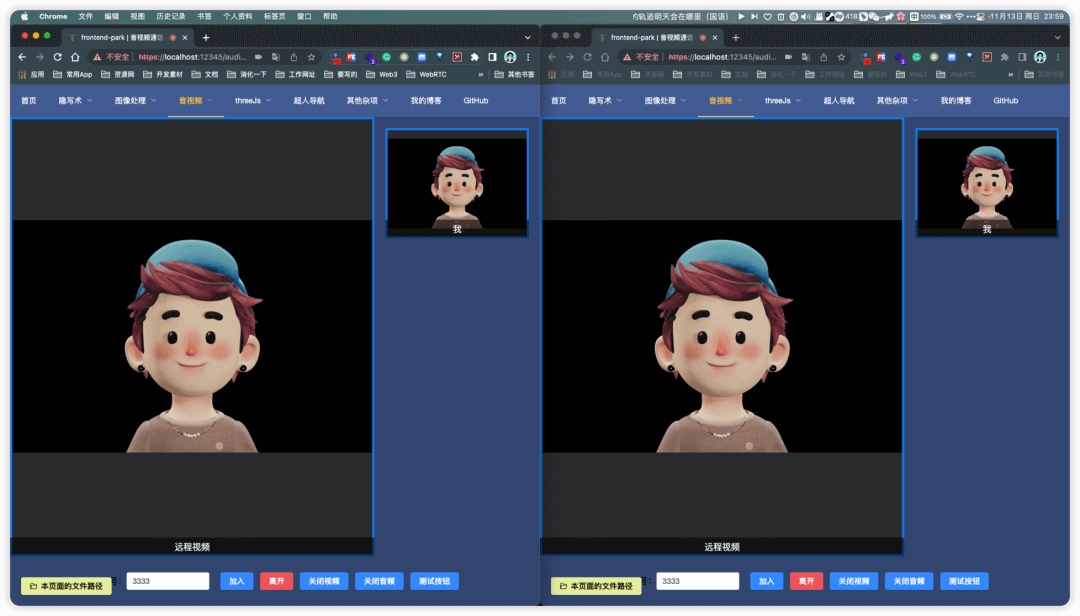 Chrome 文件 编辑 视图 历史记录 书签 个人资料 标签页 窗口 帮助
轨迹明天会在哪里（国语） 418 100% 11月13日 周日 23:59
frontend-park | 音视频通话
不安全 https://localhost:12345/audi...
应用 常用App 资源网 开发素材 文档 消化一下 工作网址 要写的 Web3 WebRTC » 其他书签
首页 隐写术 图像处理 音视频 threeJs 超人导航 其他杂项 我的博客 GitHub
我
远程视频
本页面的文件路径 号： 3333 加入 离开 关闭视频 关闭音频 测试按钮
frontend-park | 音视频通话
不安全 https://localhost:12345/audi...
应用 常用App 资源网 开发素材 文档 消化一下 工作网址 要写的 Web3 WebRTC » 其他书签
首页 隐写术 图像处理 音视频 threeJs 超人导航 其他杂项 我的博客 GitHub
我
远程视频
本页面的文件路径 号： 3333 加入 离开 关闭视频 关闭音频 测试按钮